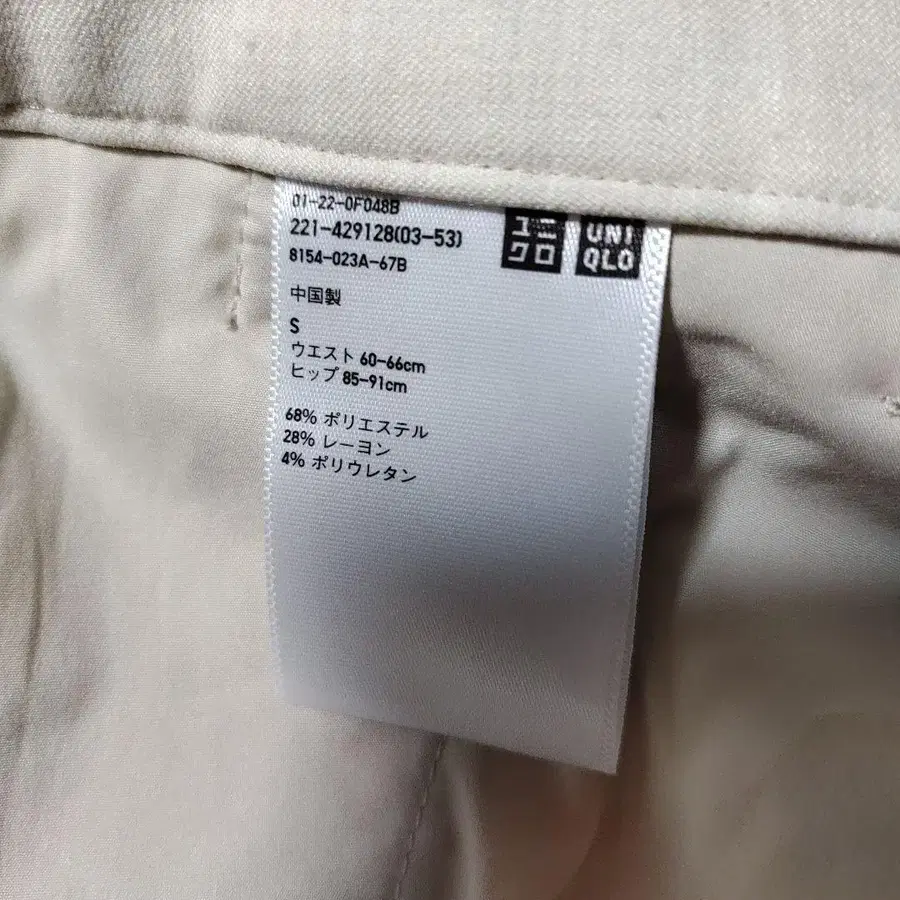 01-22-0F048B
221-429128(03-53)
8154-023A-67B
ユニ
クロ
UNI
QLO
中国製
S
ウエスト 60-66cm
ヒップ 85-91cm
68% ポリエステル
28% レーヨン
4% ポリウレタン